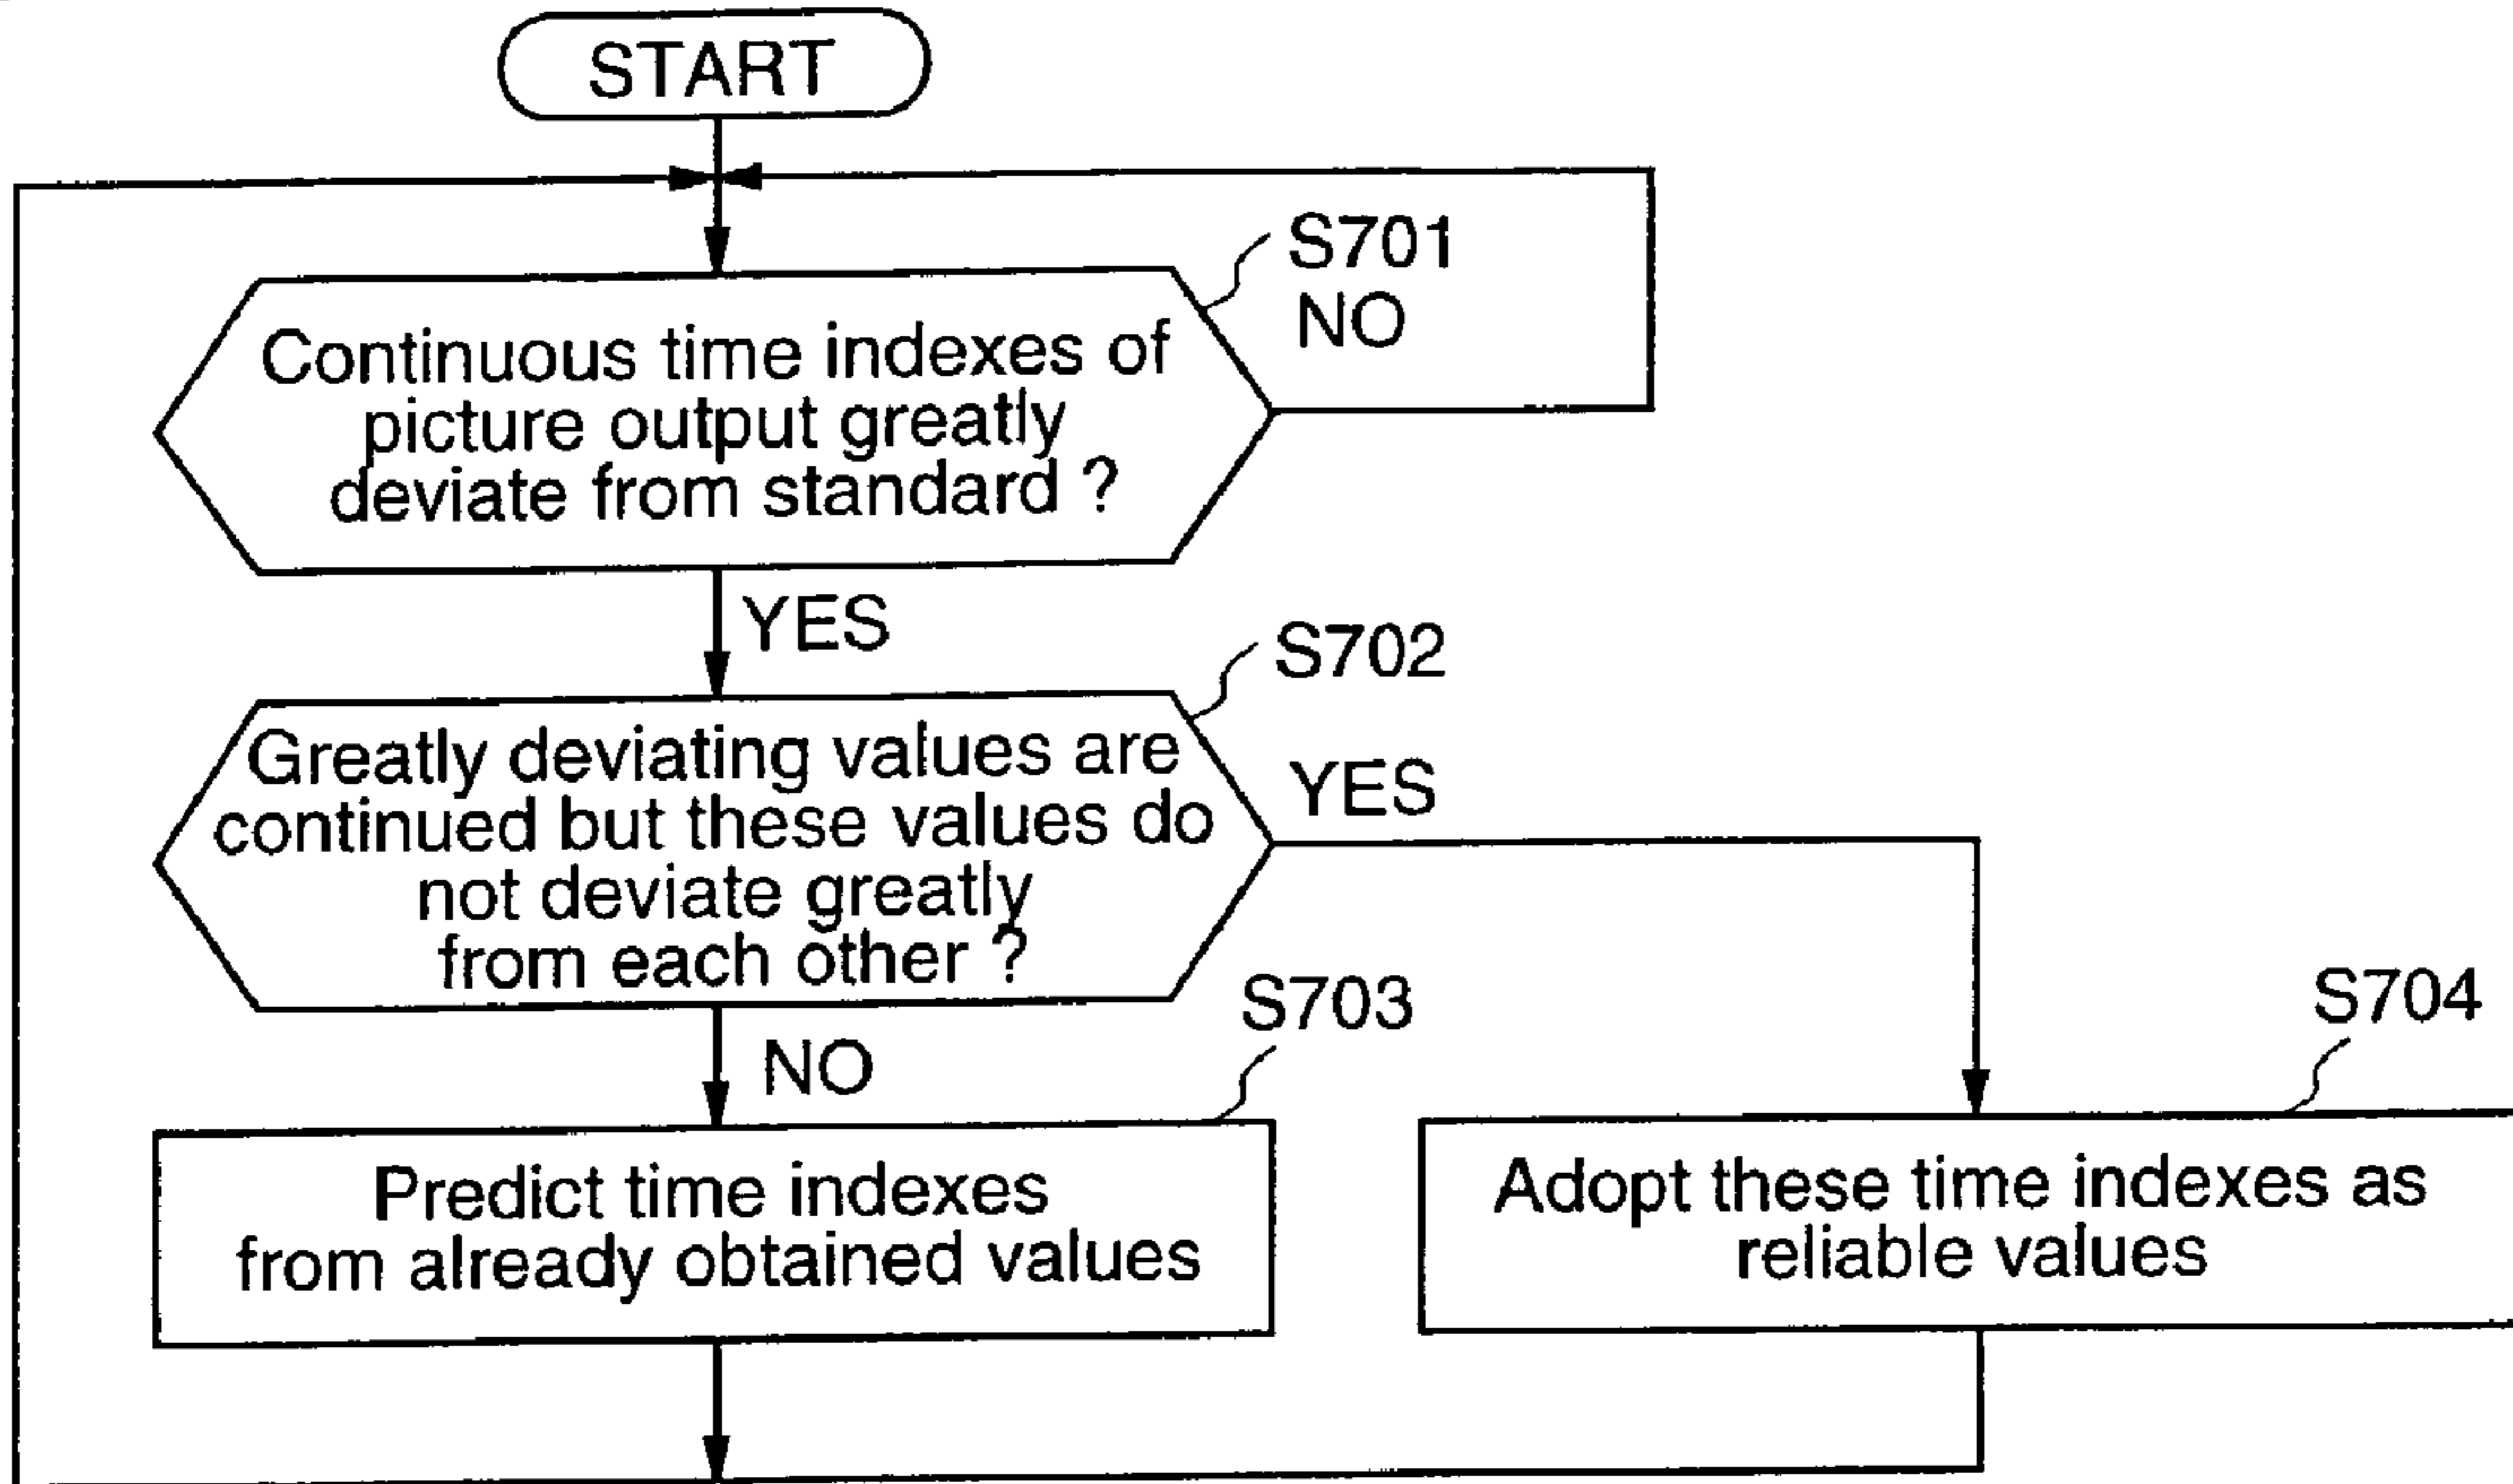 START
S701
NO
Continuous time indexes of
picture output greatly
deviate from standard ?
YES
S702
Greatly deviating values are
continued but these values do
not deviate greatly
from each other ?
YES
S703
S704
NO
Predict time indexes
from already obtained values
Adopt these time indexes as
reliable values